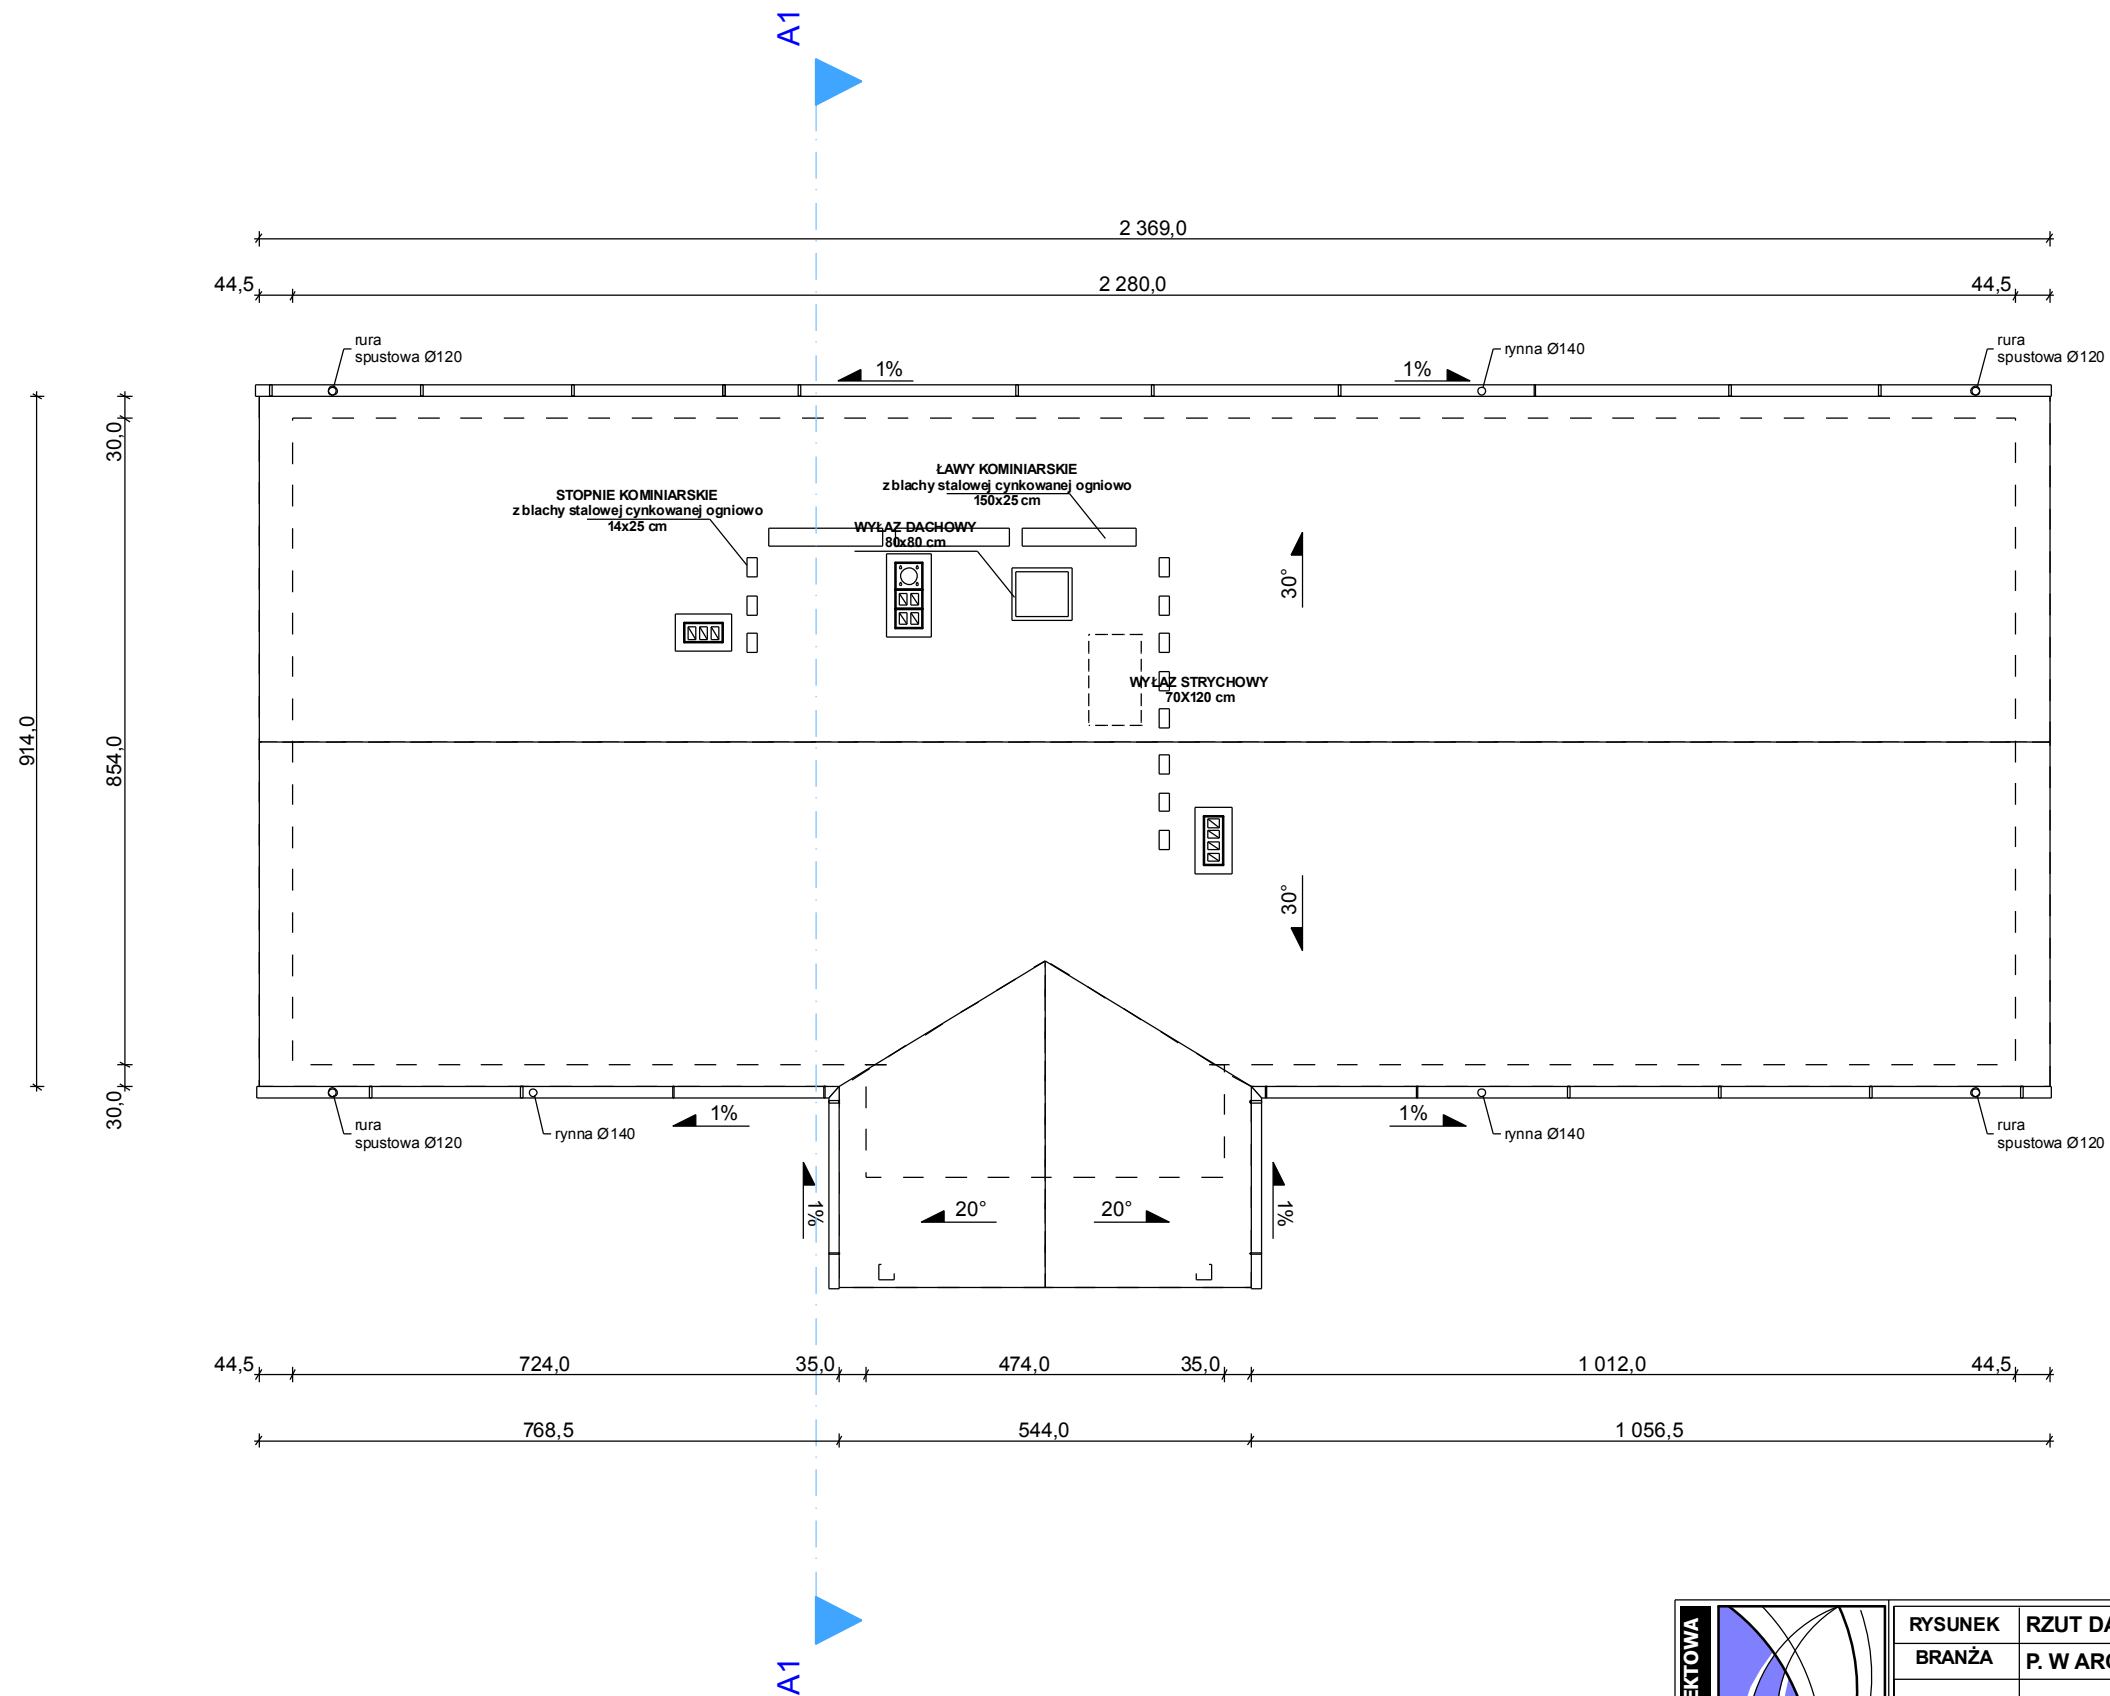 A1
2 369,0
44,5
2 280,0
44,5
rura
spustowa Ø120
1%
1%
rynna Ø140
rura
spustowa Ø120
30,0
914,0
854,0
30,0
STOPNIE KOMINIARSKIE
z blachy stalowej cynkowanej ogniowo
14x25 cm
ŁAWY KOMINIARSKIE
z blachy stalowej cynkowanej ogniowo
150x25 cm
WYŁAZ DACHOWY
80x80 cm
30°
WYŁAZ STRYCHOWY
70X120 cm
30°
rura
spustowa Ø120
rynna Ø140
1%
1%
rynna Ø140
rura
spustowa Ø120
1%
20°
20°
1%
44,5
724,0
35,0
474,0
35,0
1 012,0
44,5
768,5
544,0
1 056,5
A1
EKTOWA
RYSUNEK
RZUT DA
BRANŻA
P. W ARC